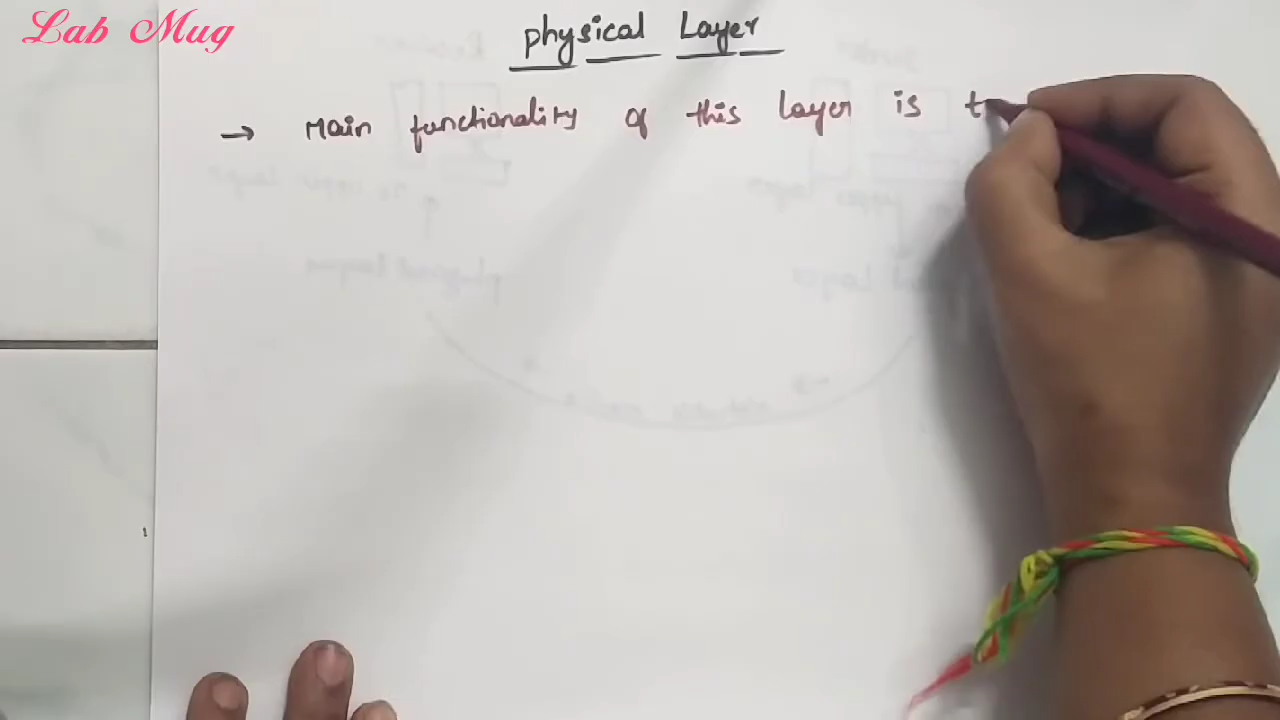 Lab Mug
physical Layer
→ Main functionality of this layer is t